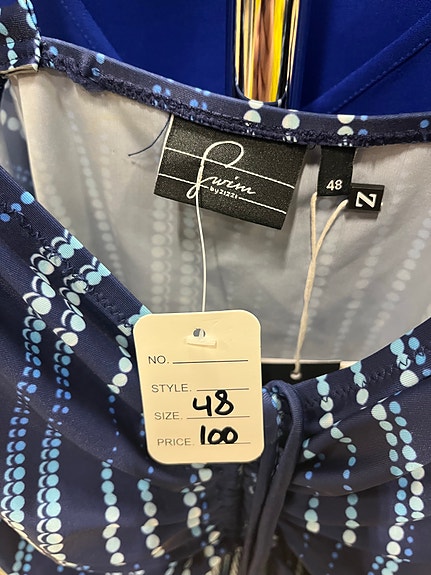 Swim
by ZIZZI
48
Z
NO.
STYLE.
SIZE. 48
PRICE. 100